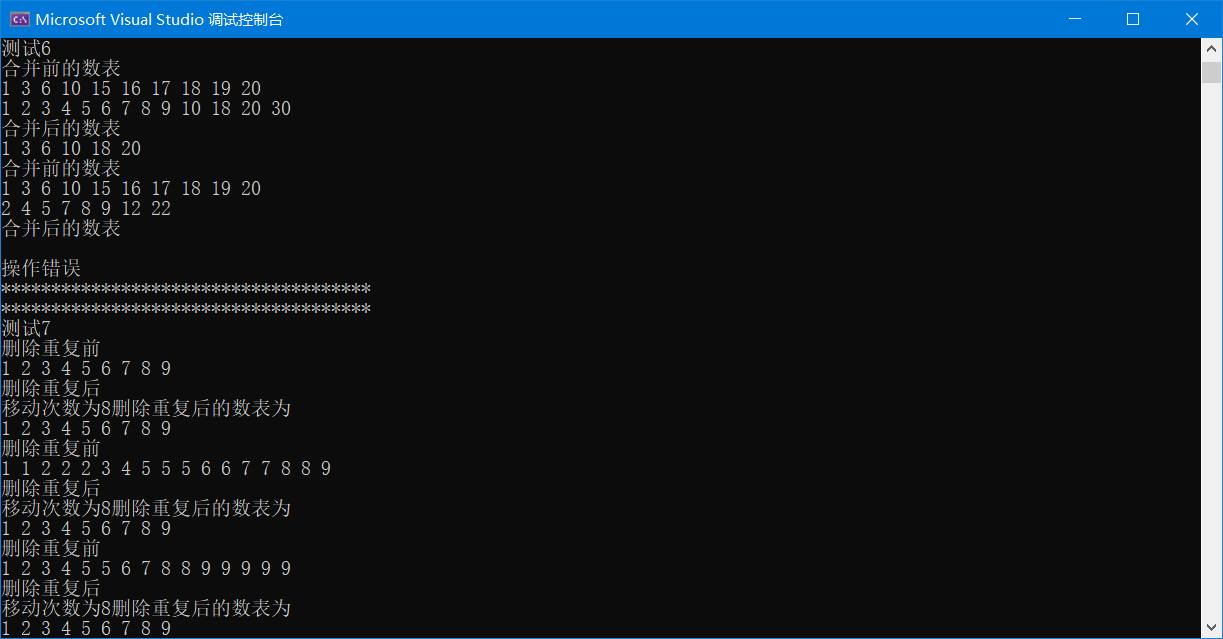 Microsoft Visual Studio 调试控制台
测试6
合并前的数表
1 3 6 10 15 16 17 18 19 20
1 2 3 4 5 6 7 8 9 10 18 20 30
合并后的数表
1 3 6 10 18 20
合并前的数表
1 3 6 10 15 16 17 18 19 20
2 4 5 7 8 9 12 22
合并后的数表
操作错误
*************************************
*************************************
测试7
删除重复前
1 2 3 4 5 6 7 8 9
删除重复后
移动次数为8删除重复后的数表为
1 2 3 4 5 6 7 8 9
删除重复前
1 1 2 2 2 3 4 5 5 5 6 6 7 7 8 8 9
删除重复后
移动次数为8删除重复后的数表为
1 2 3 4 5 6 7 8 9
删除重复前
1 2 3 4 5 5 6 7 8 8 9 9 9 9 9
删除重复后
移动次数为8删除重复后的数表为
1 2 3 4 5 6 7 8 9